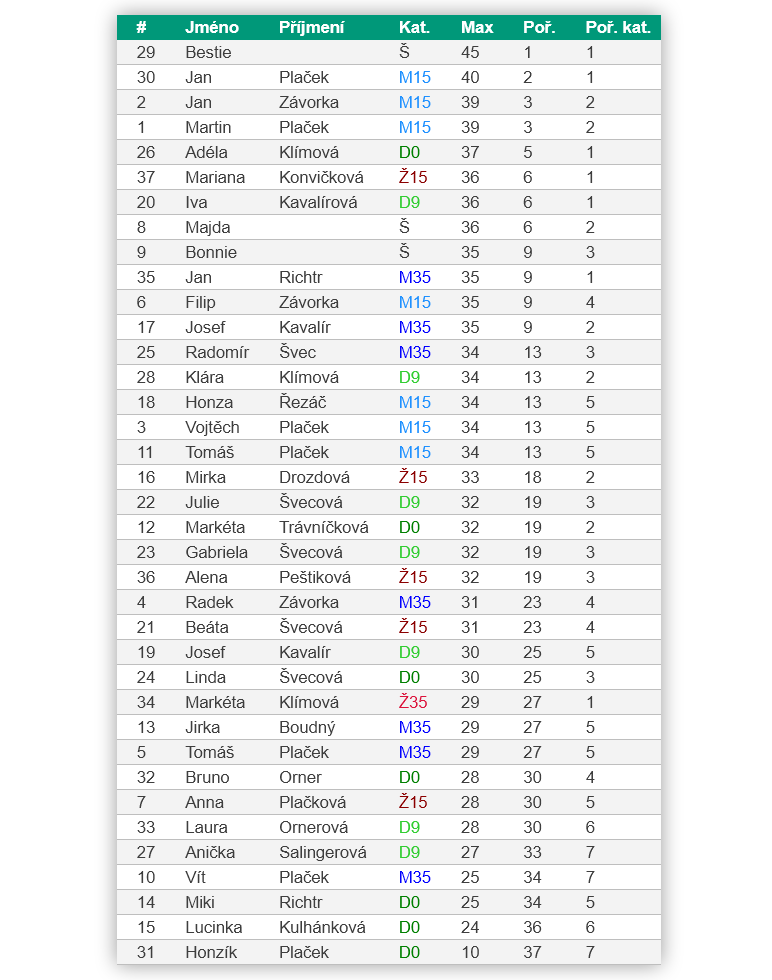 # Jméno Příjmení Kat. Max Poř. Poř. kat.
29 Bestie Š 45 1 1
30 Jan Plaček M15 40 2 1
2 Jan Závorka M15 39 3 2
1 Martin Plaček M15 39 3 2
26 Adéla Klímová D0 37 5 1
37 Mariana Konvičková Ž15 36 6 1
20 Iva Kavalírová D9 36 6 1
8 Majda Š 36 6 2
9 Bonnie Š 35 9 3
35 Jan Richtr M35 35 9 1
6 Filip Závorka M15 35 9 4
17 Josef Kavalír M35 35 9 2
25 Radomír Švec M35 34 13 3
28 Klára Klímová D9 34 13 2
18 Honza Řezáč M15 34 13 5
3 Vojtěch Plaček M15 34 13 5
11 Tomáš Plaček M15 34 13 5
16 Mirka Drozdová Ž15 33 18 2
22 Julie Švecová D9 32 19 3
12 Markéta Trávníčková D0 32 19 2
23 Gabriela Švecová D9 32 19 3
36 Alena Peštiková Ž15 32 19 3
4 Radek Závorka M35 31 23 4
21 Beáta Švecová Ž15 31 23 4
19 Josef Kavalír D9 30 25 5
24 Linda Švecová D0 30 25 3
34 Markéta Klímová Ž35 29 27 1
13 Jirka Boudný M35 29 27 5
5 Tomáš Plaček M35 29 27 5
32 Bruno Orner D0 28 30 4
7 Anna Plačková Ž15 28 30 5
33 Laura Ornerová D9 28 30 6
27 Anička Salingerová D9 27 33 7
10 Vít Plaček M35 25 34 7
14 Miki Richtr D0 25 34 5
15 Lucinka Kulhánková D0 24 36 6
31 Honzík Plaček D0 10 37 7